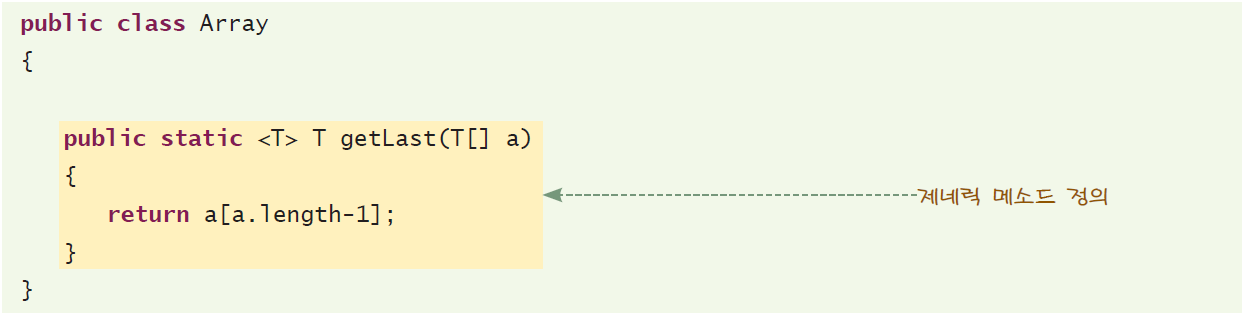 public class Array
{
public static <T> T getLast(T[] a)
{
return a[a.length-1];
}
제네릭 메소드 정의
}